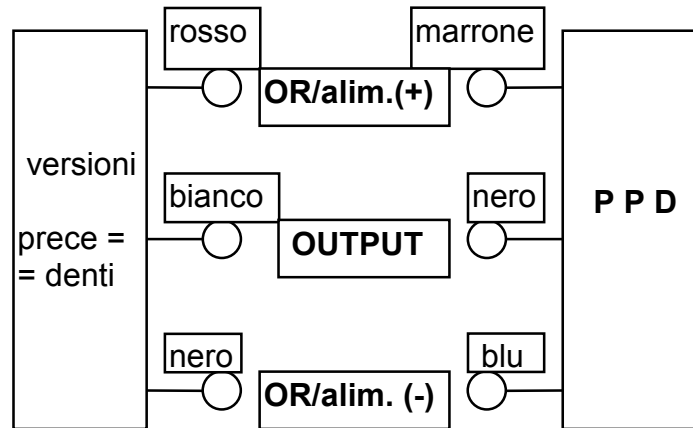 rosso
marrone
OR/alim.(+)
versioni
bianco
nero
P P D
prece =
OUTPUT
= denti
nero
blu
OR/alim. (-)